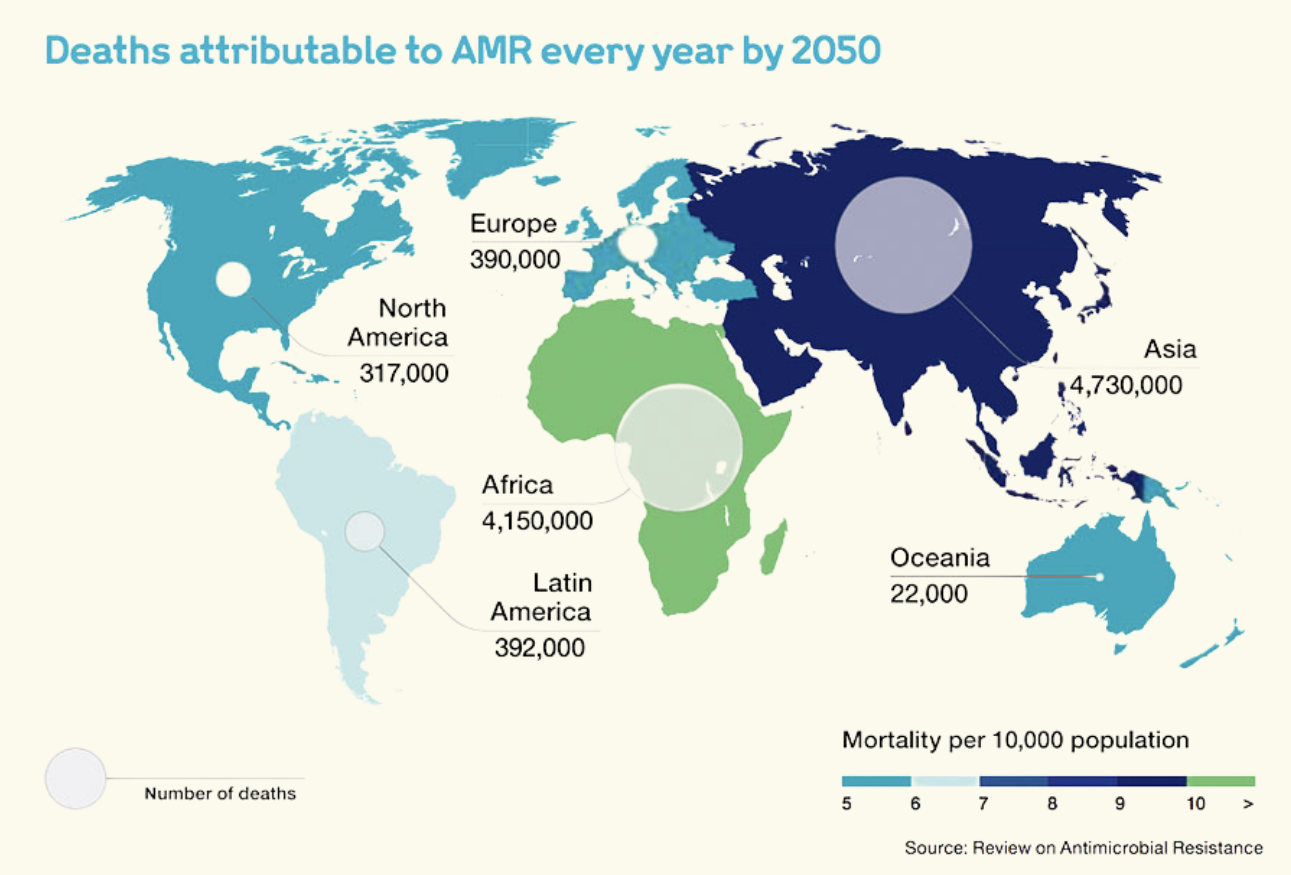 Deaths attributable to AMR every year by 2050
Europe
390,000
North
America
317,000
Asia
4,730,000
Africa
4,150,000
Oceania
22,000
Latin
America
392,000
Mortality per 10,000 population
5 6 7 8 9 10 >
Number of deaths
Source: Review on Antimicrobial Resistance